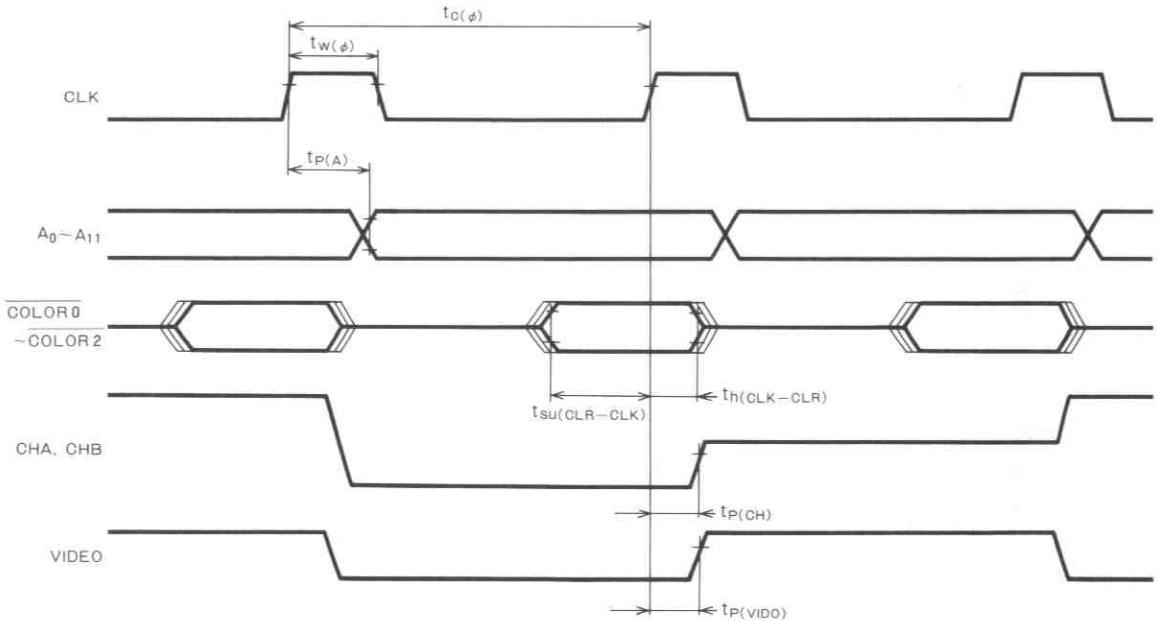 tC(φ)
tW(φ)
CLK
tP(A)
A0~A11
COLOR0
~COLOR2
tSU(CLR-CLK)
th(CLK-CLR)
CHA, CHB
tP(CH)
VIDEO
tP(VIDO)